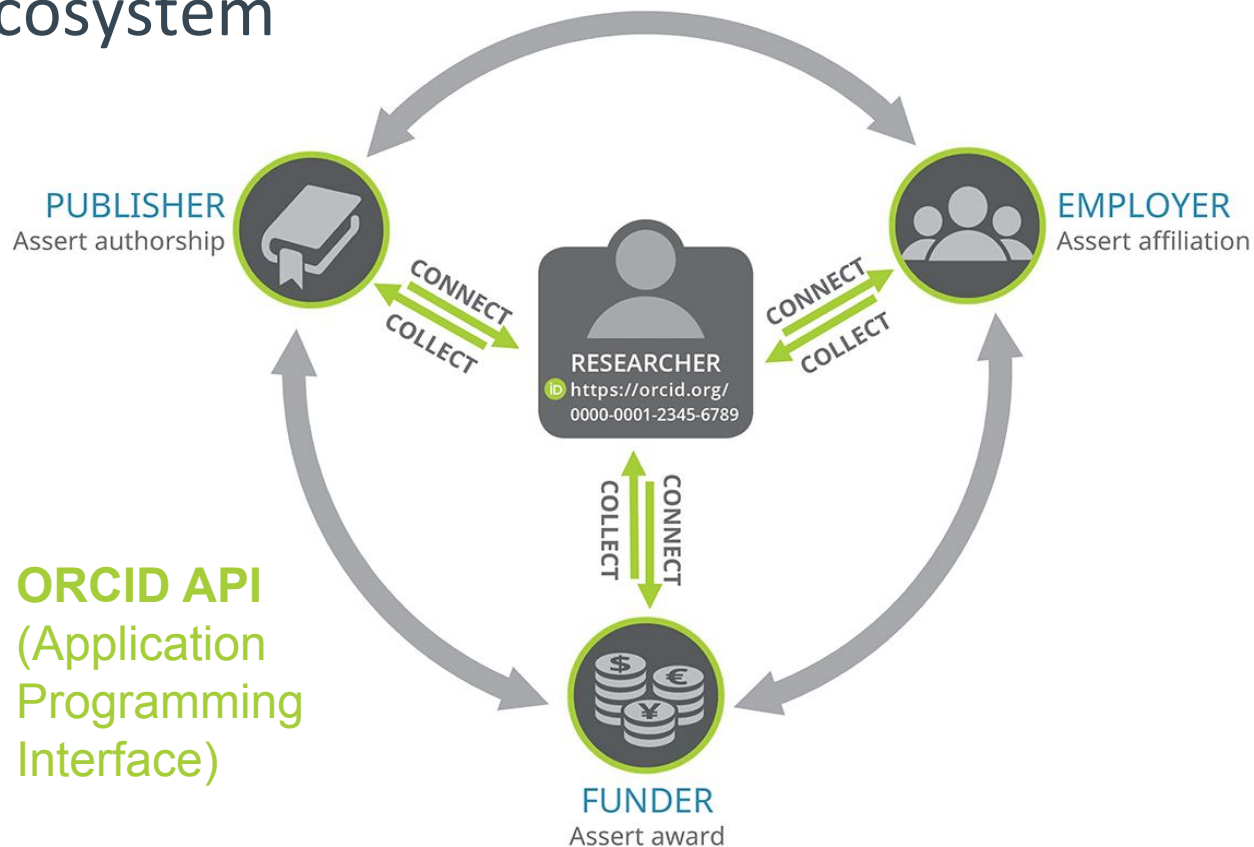 cosystem
PUBLISHER
Assert authorship
EMPLOYER
Assert affiliation
CONNECT
COLLECT
CONNECT
COLLECT
RESEARCHER
iD https://orcid.org/
0000-0001-2345-6789
COLLECT
CONNECT
ORCID API
(Application
Programming
Interface)
$
€
¥
FUNDER
Assert award